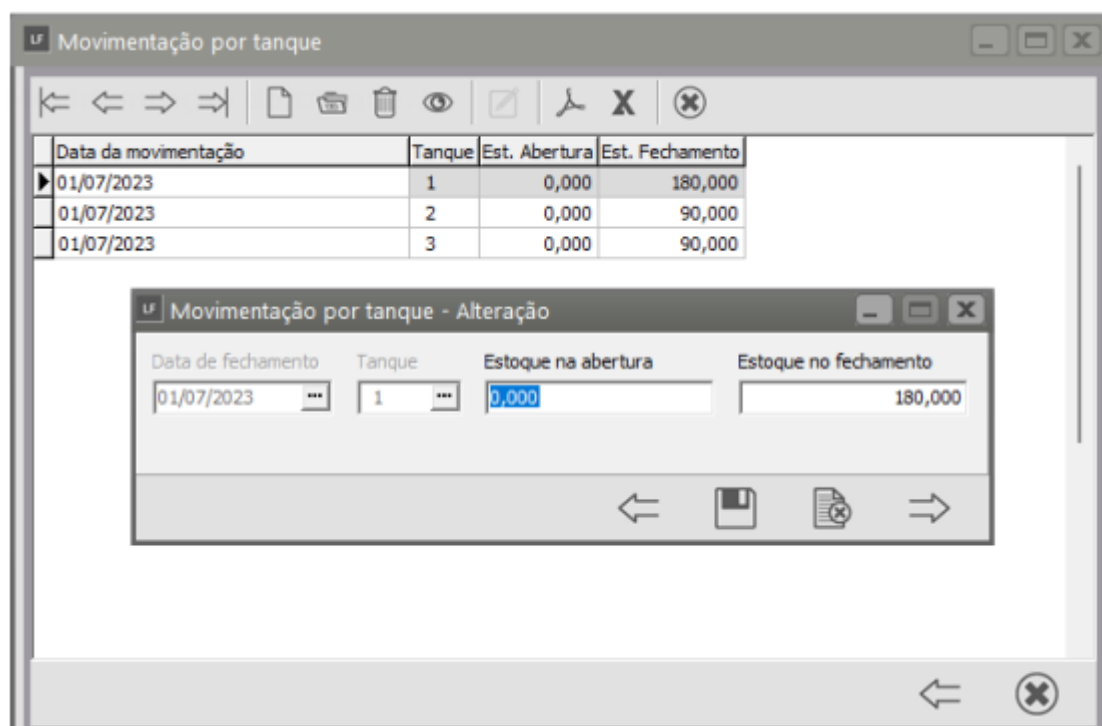 LF Movimentação por tanque
X
Data da movimentação Tanque Est. Abertura Est. Fechamento
01/07/2023 1 0,000 180,000
01/07/2023 2 0,000 90,000
01/07/2023 3 0,000 90,000
LF Movimentação por tanque - Alteração
Data de fechamento Tanque Estoque na abertura Estoque no fechamento
01/07/2023 ... 1 ... 0,000 180,000